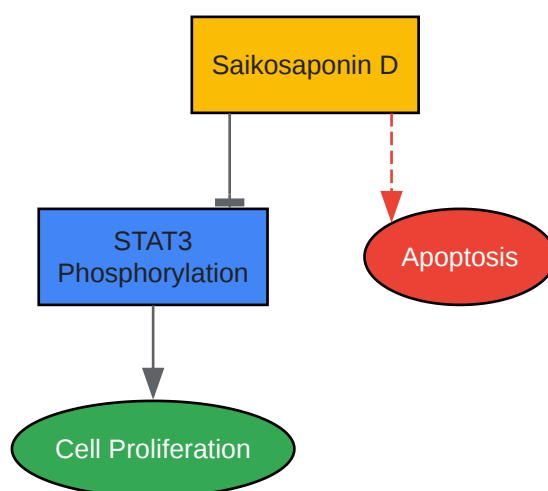 Saikosaponin D
STAT3
Phosphorylation
Apoptosis
Cell Proliferation